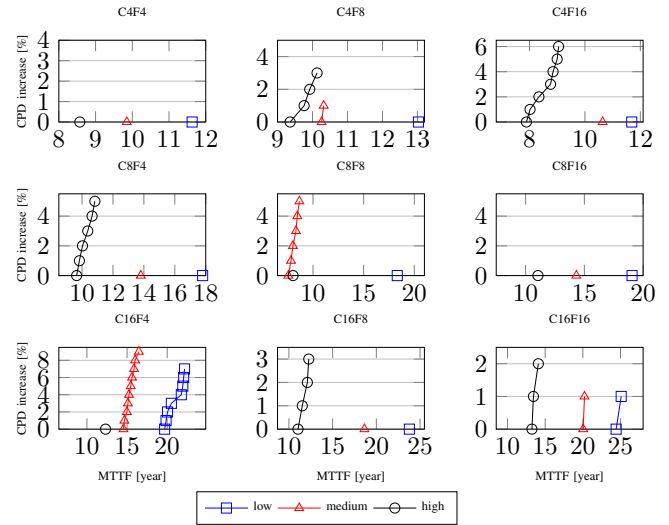 C4F4 C4F8 C4F16
CPD increase [%]
4
3
2
1
0
8 9 10 11 12
4
2
0
9 10 11 12 13
6
4
2
0
8 10 12
C8F4 C8F8 C8F16
CPD increase [%]
4
2
0
10 12 14 16 18
4
2
0
10 15 20
4
2
0
10 15 20
C16F4 C16F8 C16F16
CPD increase [%]
8
6
4
2
0
10 15 20
3
2
1
0
10 15 20 25
2
1
0
10 15 20 25
MTTF [year] MTTF [year] MTTF [year]
low medium high